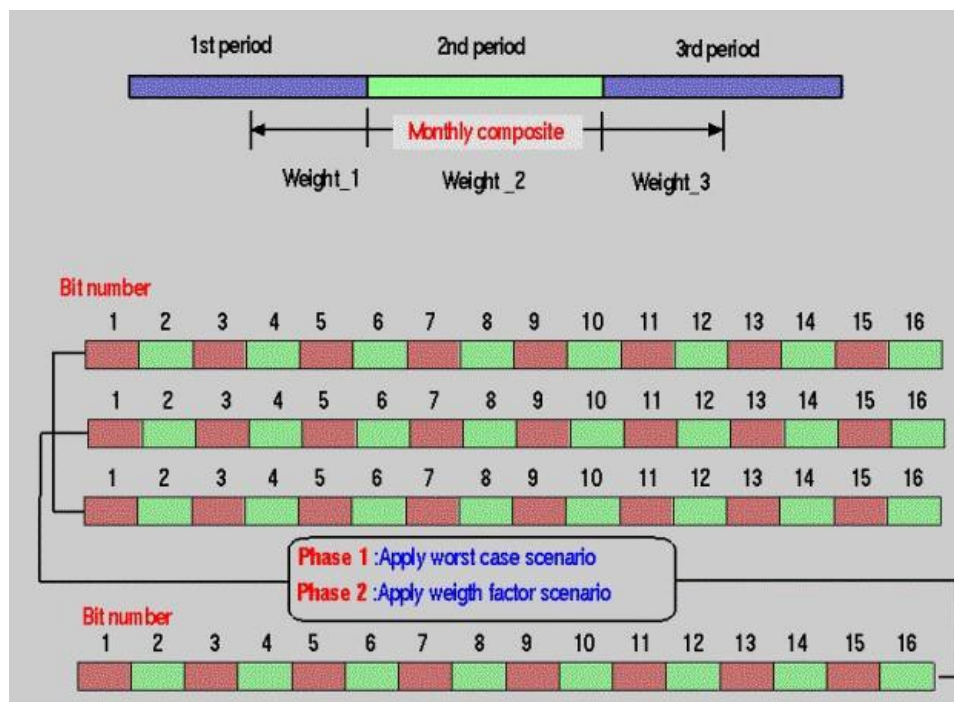 1st period 2nd period 3rd period
Monthly composite
Weight_1 Weight _2 Weight_3
Bit number
1 2 3 4 5 6 7 8 9 10 11 12 13 14 15 16
1 2 3 4 5 6 7 8 9 10 11 12 13 14 15 16
1 2 3 4 5 6 7 8 9 10 11 12 13 14 15 16
Phase 1 :Apply worst case scenario
Phase 2 :Apply weigth factor scenario
Bit number
1 2 3 4 5 6 7 8 9 10 11 12 13 14 15 16